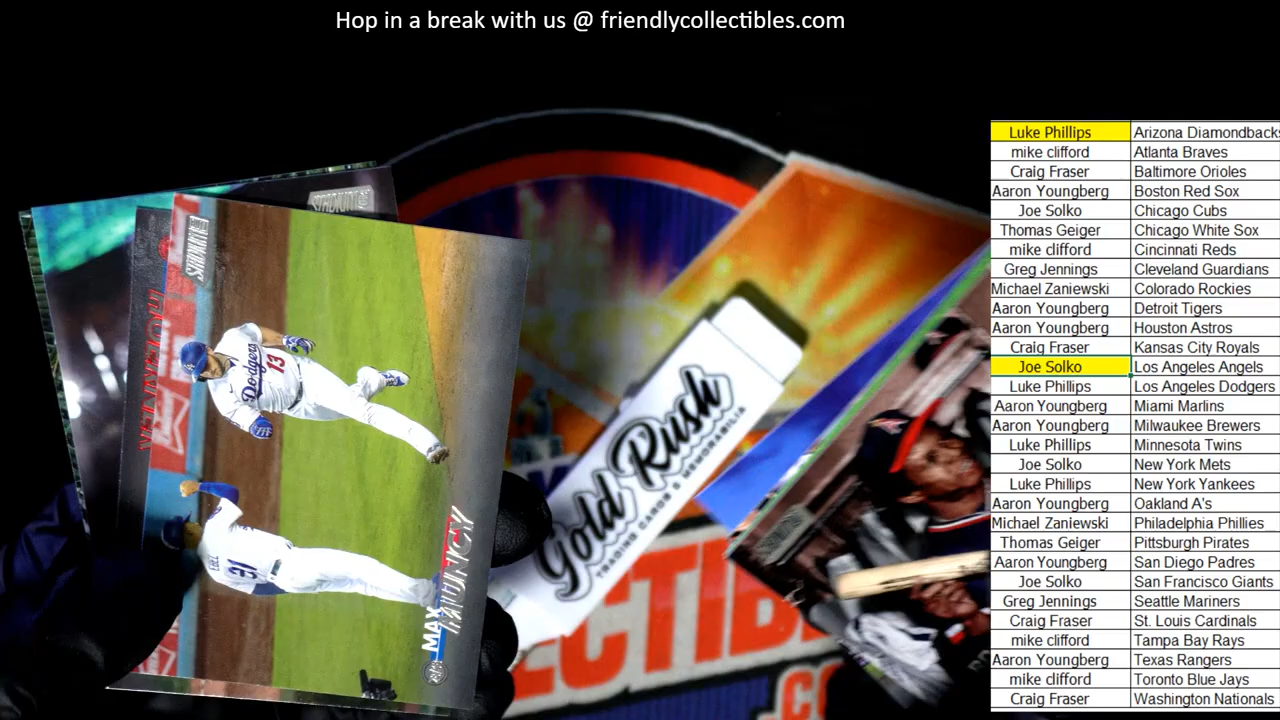 Hop in a break with us @ friendlycollectibles.com
Luke Phillips Arizona Diamondbacks
mike clifford Atlanta Braves
Craig Fraser Baltimore Orioles
Aaron Youngberg Boston Red Sox
Joe Solko Chicago Cubs
Thomas Geiger Chicago White Sox
mike clifford Cincinnati Reds
Greg Jennings Cleveland Guardians
Michael Zaniewski Colorado Rockies
Aaron Youngberg Detroit Tigers
Aaron Youngberg Houston Astros
Craig Fraser Kansas City Royals
Joe Solko Los Angeles Angels
Luke Phillips Los Angeles Dodgers
Aaron Youngberg Miami Marlins
Aaron Youngberg Milwaukee Brewers
Luke Phillips Minnesota Twins
Joe Solko New York Mets
Luke Phillips New York Yankees
Aaron Youngberg Oakland A's
Michael Zaniewski Philadelphia Phillies
Thomas Geiger Pittsburgh Pirates
Aaron Youngberg San Diego Padres
Joe Solko San Francisco Giants
Greg Jennings Seattle Mariners
Craig Fraser St. Louis Cardinals
mike clifford Tampa Bay Rays
Aaron Youngberg Texas Rangers
mike clifford Toronto Blue Jays
Craig Fraser Washington Nationals
STADIUM
Dodgers
13
31
MAX
MUNCY
Gold Rush
TRADING CARDS & MEMORABILIA
ECTIB
.CO